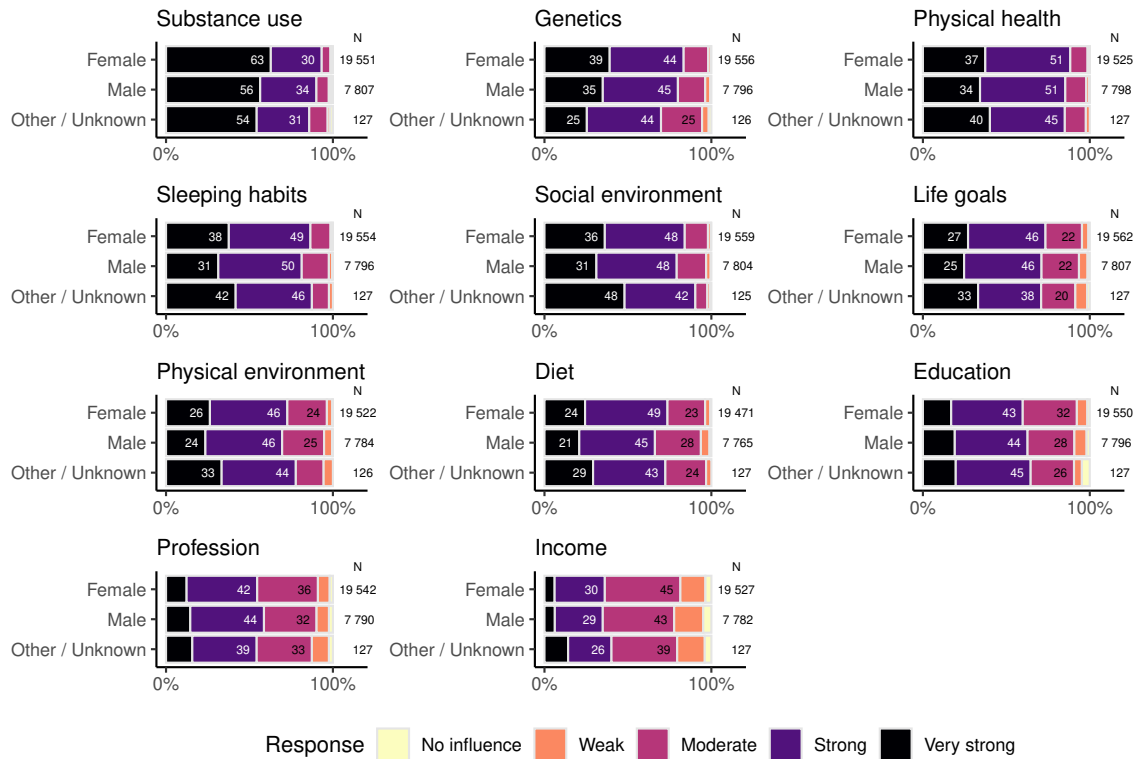 Substance use
N
Female 63 30 19 551
Male 56 34 7 807
Other / Unknown 54 31 127
0% 100%
Genetics
N
Female 39 44 19 556
Male 35 45 7 796
Other / Unknown 25 44 25 126
0% 100%
Physical health
N
Female 37 51 19 525
Male 34 51 7 798
Other / Unknown 40 45 127
0% 100%
Sleeping habits
N
Female 38 49 19 554
Male 31 50 7 796
Other / Unknown 42 46 127
0% 100%
Social environment
N
Female 36 48 19 559
Male 31 48 7 804
Other / Unknown 48 42 125
0% 100%
Life goals
N
Female 27 46 22 19 562
Male 25 46 22 7 807
Other / Unknown 33 38 20 127
0% 100%
Physical environment
N
Female 26 46 24 19 522
Male 24 46 25 7 784
Other / Unknown 33 44 126
0% 100%
Diet
N
Female 24 49 23 19 471
Male 21 45 28 7 765
Other / Unknown 29 43 24 127
0% 100%
Education
N
Female 43 32 19 550
Male 44 28 7 796
Other / Unknown 45 26 127
0% 100%
Profession
N
Female 42 36 19 542
Male 44 32 7 790
Other / Unknown 39 33 127
0% 100%
Income
N
Female 30 45 19 527
Male 29 43 7 782
Other / Unknown 26 39 127
0% 100%
Response No influence Weak Moderate Strong Very strong